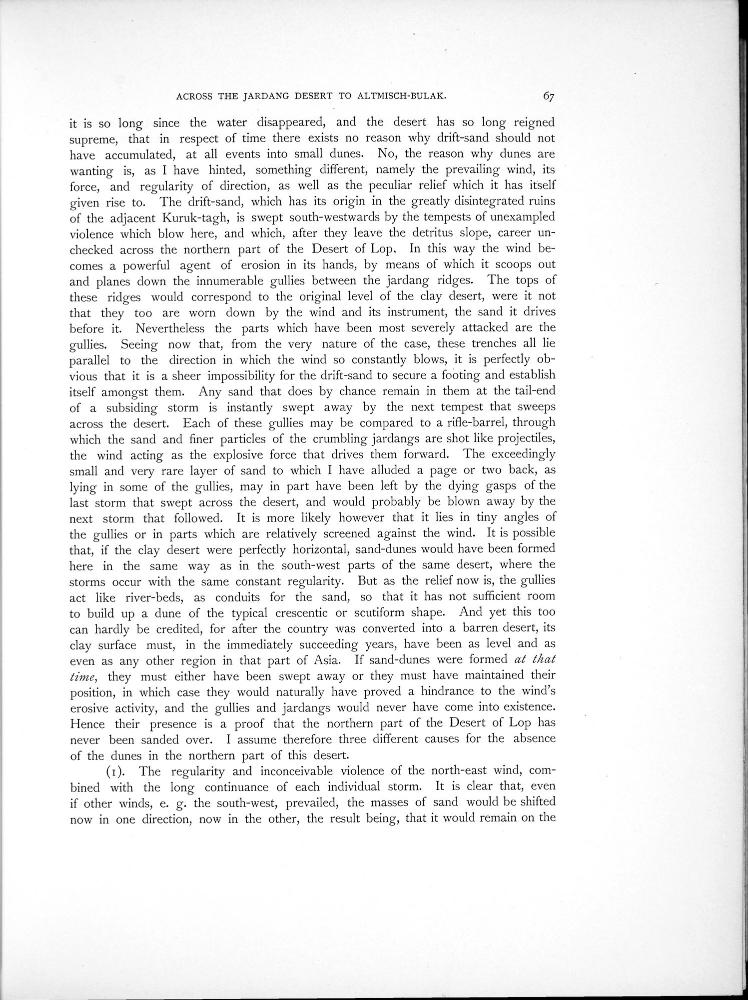 ACROSS THE JARDANG DESERT TO ALTMISCH-BULAK. 67
it is so long since the water disappeared, and the desert has so long reigned
supreme, that in respect of time there exists no reason why drift-sand should not
have accumulated, at all events into small dunes. No, the reason why dunes are
wanting is, as I have hinted, something different, namely the prevailing wind, its
force, and regularity of direction, as well as the peculiar relief which it has itself
given rise to. The drift-sand, which has its origin in the greatly disintegrated ruins
of the adjacent Kuruk-tagh, is swept south-westwards by the tempests of unexampled
violence which blow here, and which, after they leave the detritus slope, career un-
checked across the northern part of the Desert of Lop. In this way the wind be-
comes a powerful agent of erosion in its hands, by means of which it scoops out
and planes down the innumerable gullies between the jardang ridges. The tops of
these ridges would correspond to the original level of the clay desert, were it not
that they too are worn down by the wind and its instrument, the sand it drives
before it. Nevertheless the parts which have been most severely attacked are the
gullies. Seeing now that, from the very nature of the case, these trenches all lie
parallel to the direction in which the wind so constantly blows, it is perfectly ob-
vious that it is a sheer impossibility for the drift-sand to secure a footing and establish
itself amongst them. Any sand that does by chance remain in them at the tail-end
of a subsiding storm is instantly swept away by the next tempest that sweeps
across the desert. Each of these gullies may be compared to a rifle-barrel, through
which the sand and finer particles of the crumbling jardangs are shot like projectiles,
the wind acting as the explosive force that drives them forward. The exceedingly
small and very rare layer of sand to which I have alluded a page or two back, as
lying in some of the gullies, may in part have been left by the dying gasps of the
last storm that swept across the desert, and would probably be blown away by the
next storm that followed. It is more likely however that it lies in tiny angles of
the gullies or in parts which are relatively screened against the wind. It is possible
that, if the clay desert were perfectly horizontal, sand-dunes would have been formed
here in the same way as in the south-west parts of the same desert, where the
storms occur with the same constant regularity. But as the relief now is, the gullies
act like river-beds, as conduits for the sand, so that it has not sufficient room
to build up a dune of the typical crescentic or scutiform shape. And yet this too
can hardly be credited, for after the country was converted into a barren desert, its
clay surface must, in the immediately succeeding years, have been as level and as
even as any other region in that part of Asia. If sand-dunes were formed at that
time, they must either have been swept away or they must have maintained their
position, in which case they would naturally have proved a hindrance to the wind's
erosive activity, and the gullies and jardangs would never have come into existence.
Hence their presence is a proof that the northern part of the Desert of Lop has
never been sanded over. I assume therefore three different causes for the absence
of the dunes in the northern part of this desert.
(1). The regularity and inconceivable violence of the north-east wind, com-
bined with the long continuance of each individual storm. It is clear that, even
if other winds, e. g. the south-west, prevailed, the masses of sand would be shifted
now in one direction, now in the other, the result being, that it would remain on the